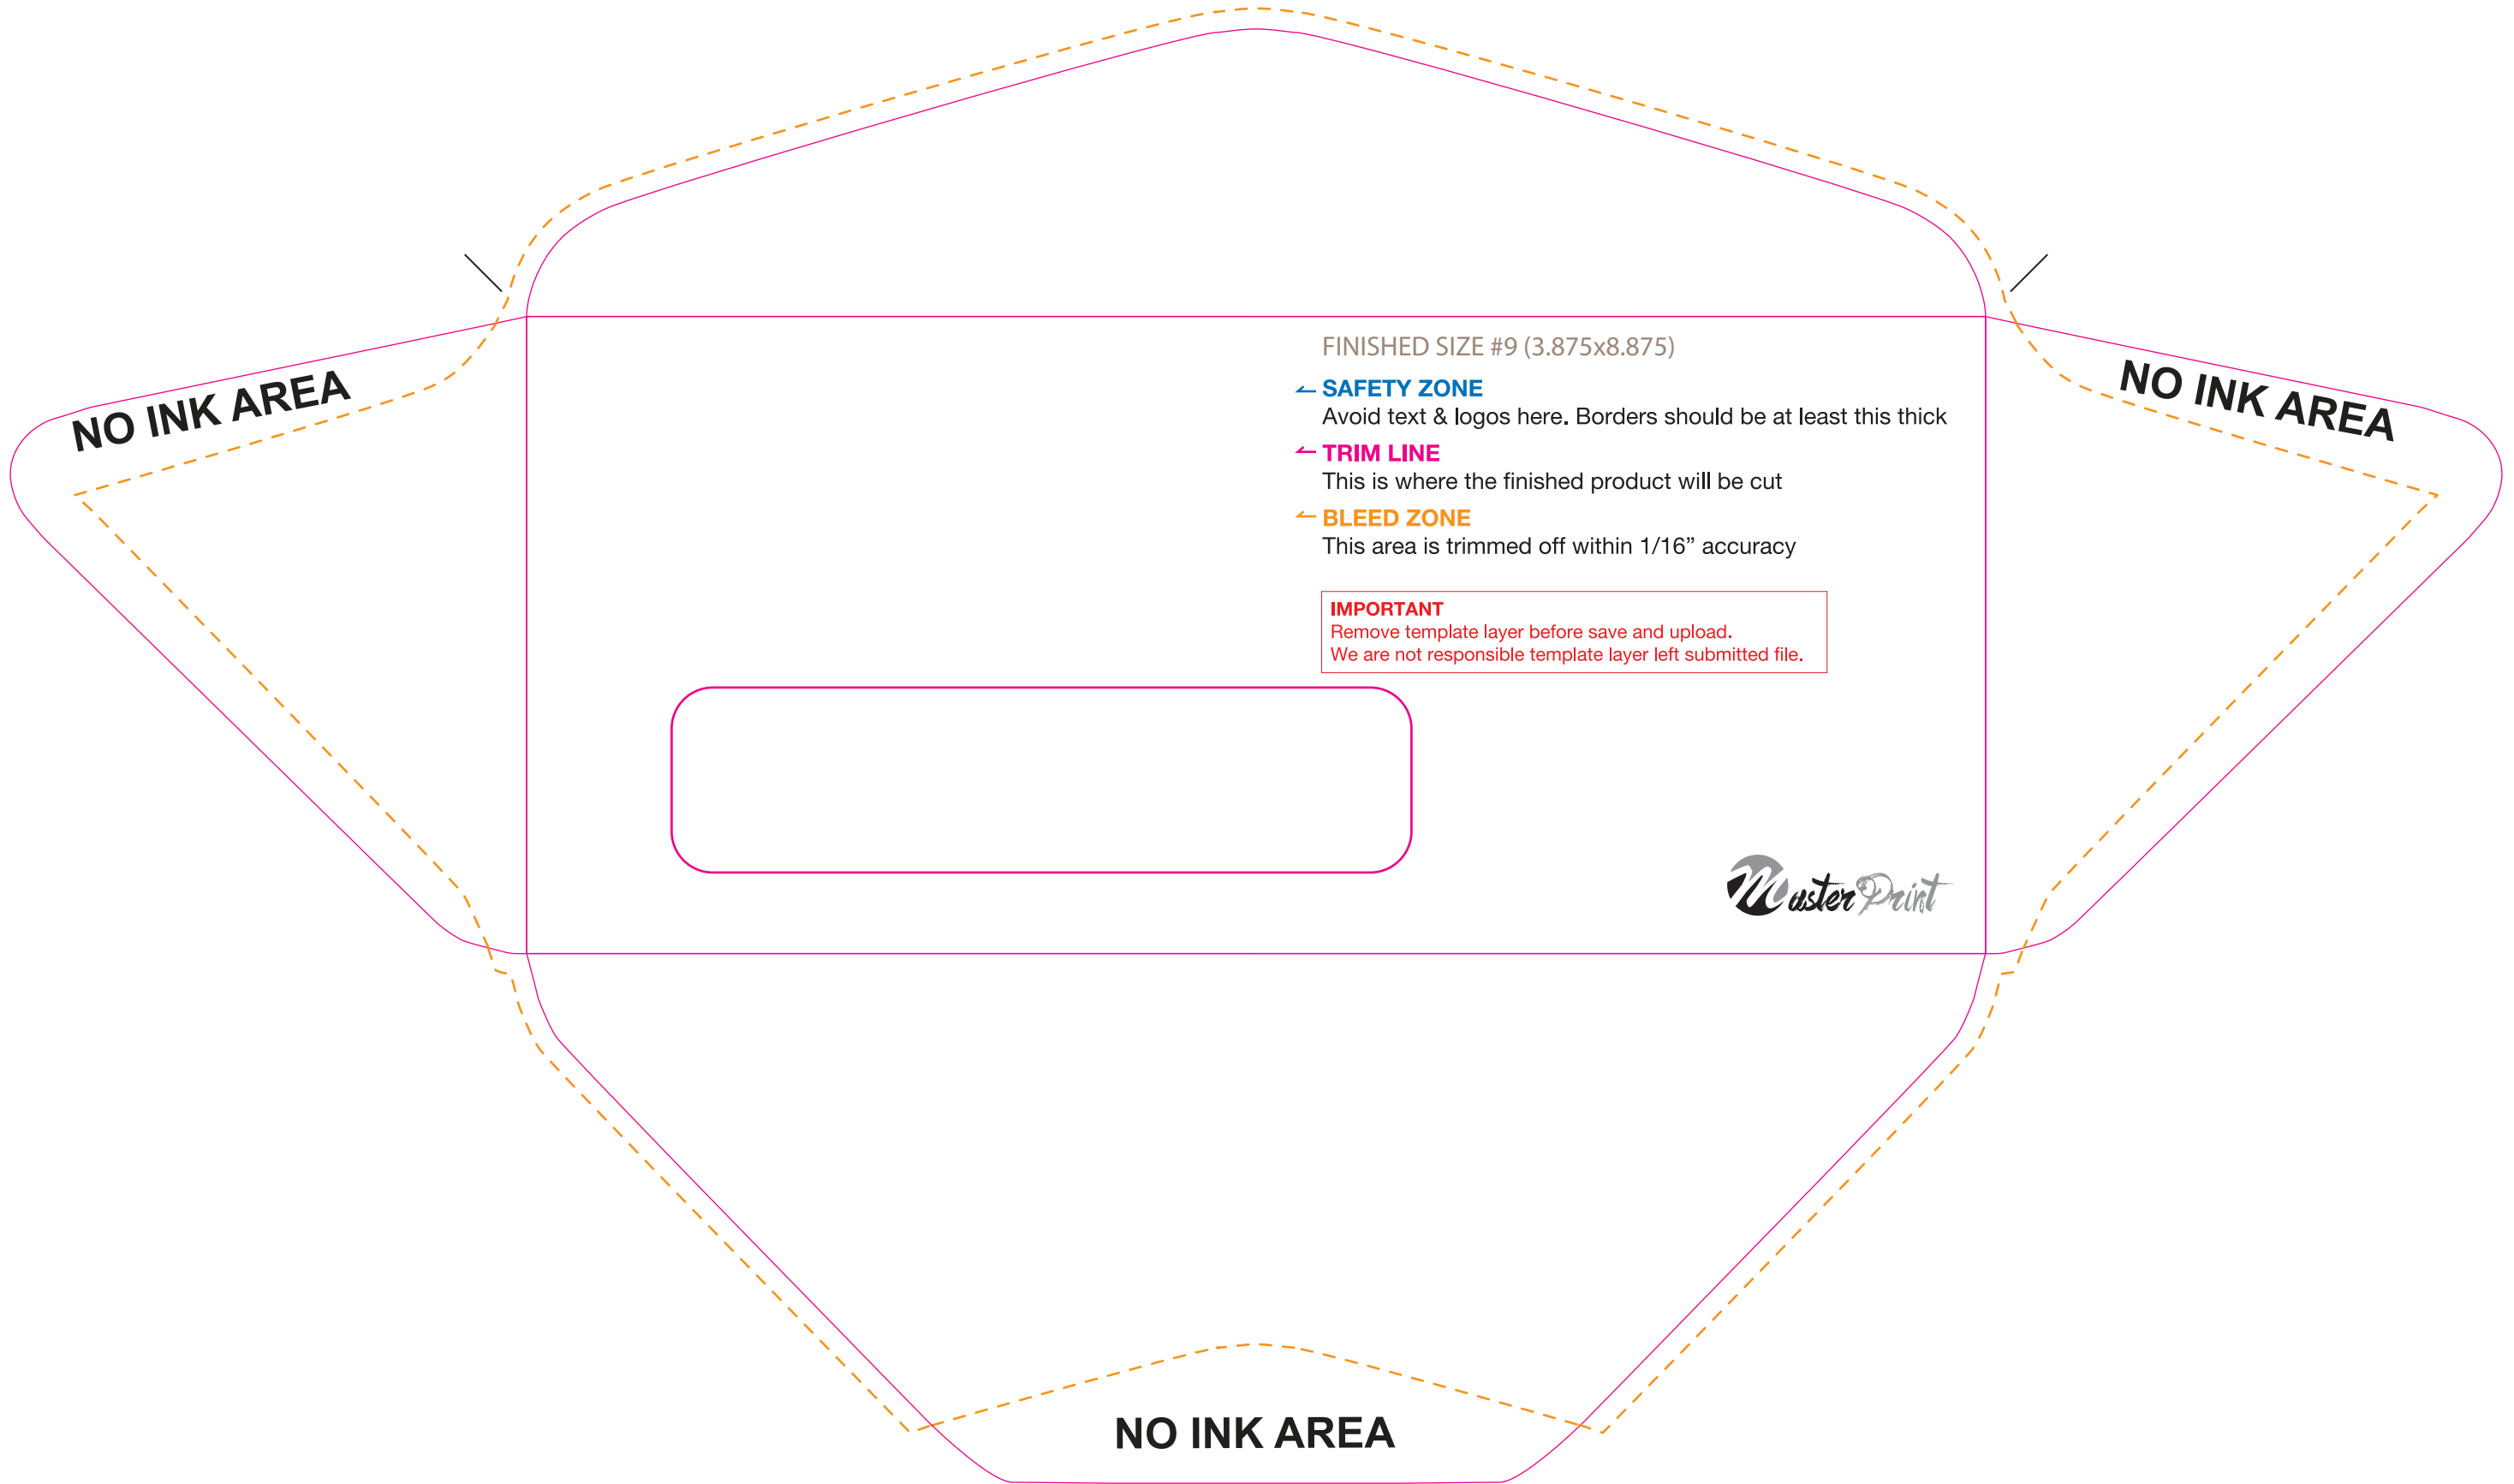 FINISHED SIZE #9 (3.875x8.875)
SAFETY ZONE
Avoid text & logos here. Borders should be at least this thick
NO INK AREA
NO INK AREA
TRIM LINE
This is where the finished product will be cut
BLEED ZONE
This area is trimmed off within 1/16” accuracy
IMPORTANT
Remove template layer before save and upload.
We are not responsible template layer left submitted file.
Master Print
NO INK AREA